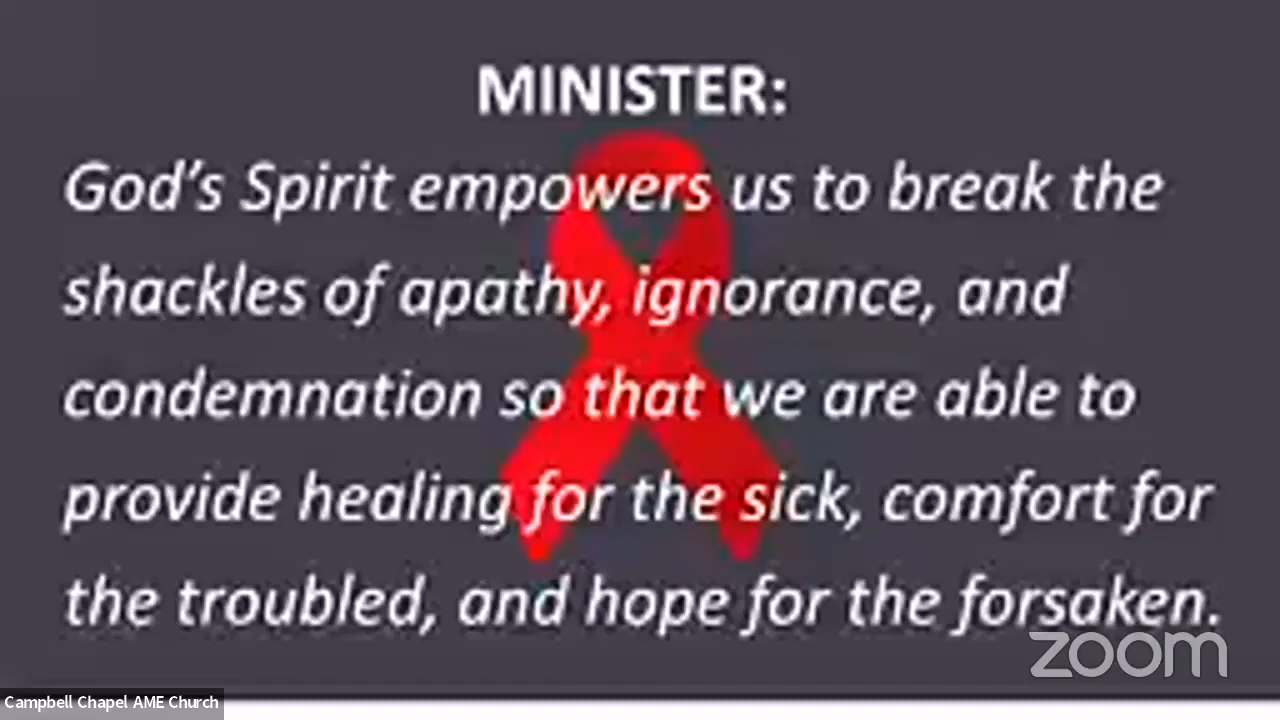 MINISTER:
God's Spirit empowers us to break the
shackles of apathy, ignorance, and
condemnation so that we are able to
provide healing for the sick, comfort for
the troubled, and hope for the forsaken.
zoom
Campbell Chapel AME Church